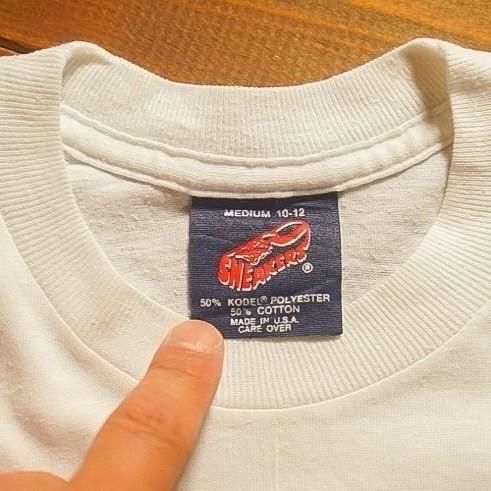 MEDIUM 10-12
SNEAKERS®
50% KODEL® POLYESTER
50% COTTON
MADE IN U.S.A.
CARE OVER